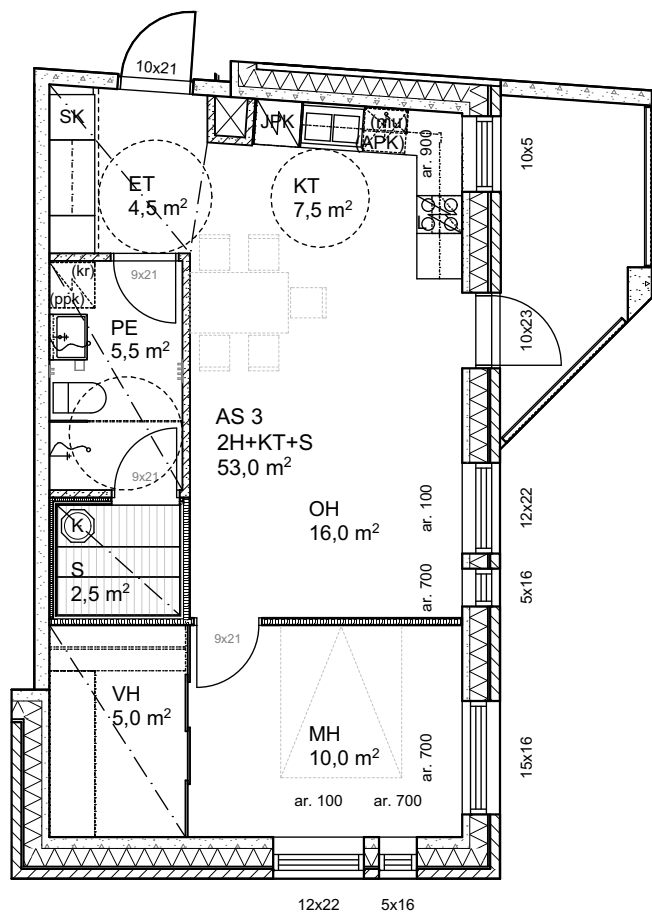 10x21
SK
JPK
(mu)
APK)
ar. 900
10x5
ET
4,5 m²
KT
7,5 m²
9x21
(kr)
(ppk)
PE
5,5 m²
10x23
AS 3
2H+KT+S
53,0 m²
9x21
K
S
2,5 m²
OH
16,0 m²
ar. 100
12x22
ar. 700
5x16
9x21
VH
5,0 m²
MH
10,0 m²
ar. 700
15x16
ar. 100
ar. 700
12x22
5x16